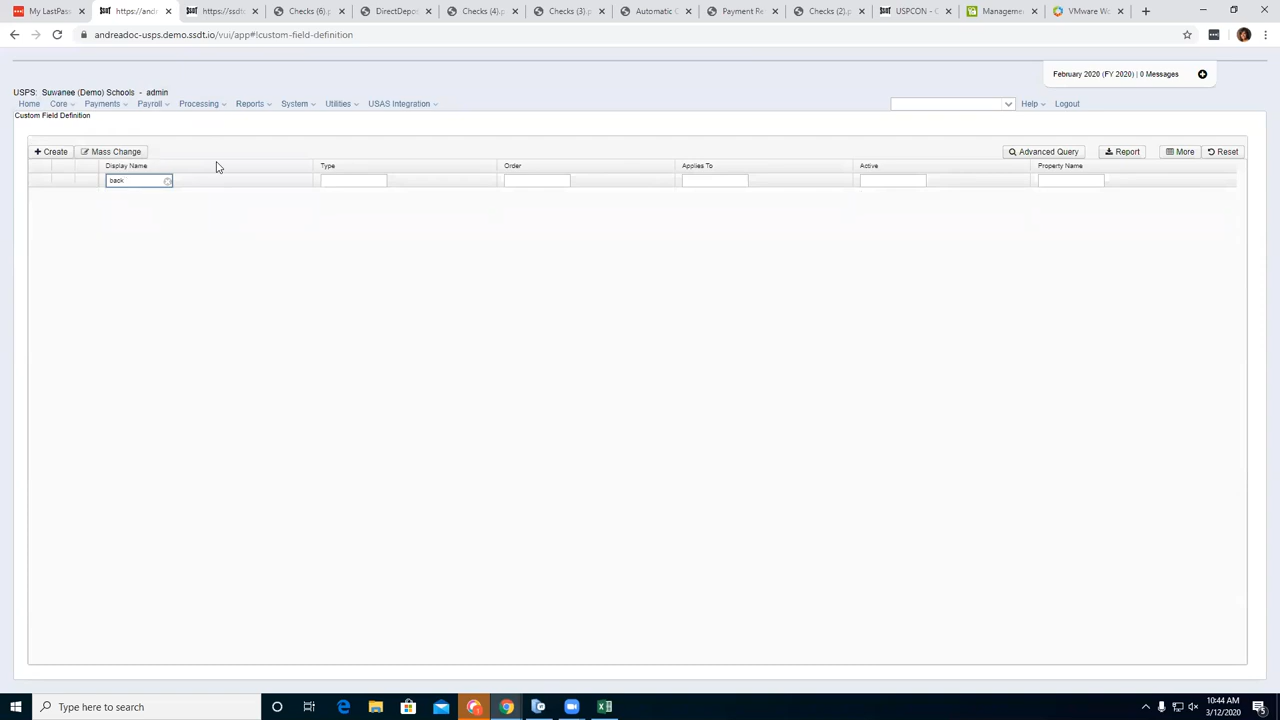 My LastPass
https://andr
https://ssdt
Checks (6).p
DirectDepos
Checks (4).p
Checks (3).p
Automatic C
Payment Re
Checks (2).p
USPCON - C
Managemen
VMware Wo
andreadoc-usps.demo.ssdt.io/vui/app#!custom-field-definition
February 2020 (FY 2020) | 0 Messages
USPS: Suwanee (Demo) Schools - admin
Home Core Payments Payroll Processing Reports System Utilities USAS Integration Help Logout
Custom Field Definition
Create Mass Change Advanced Query Report More Reset
Display Name Type Order Applies To Active Property Name
back
Type here to search
10:44 AM
3/12/2020
5